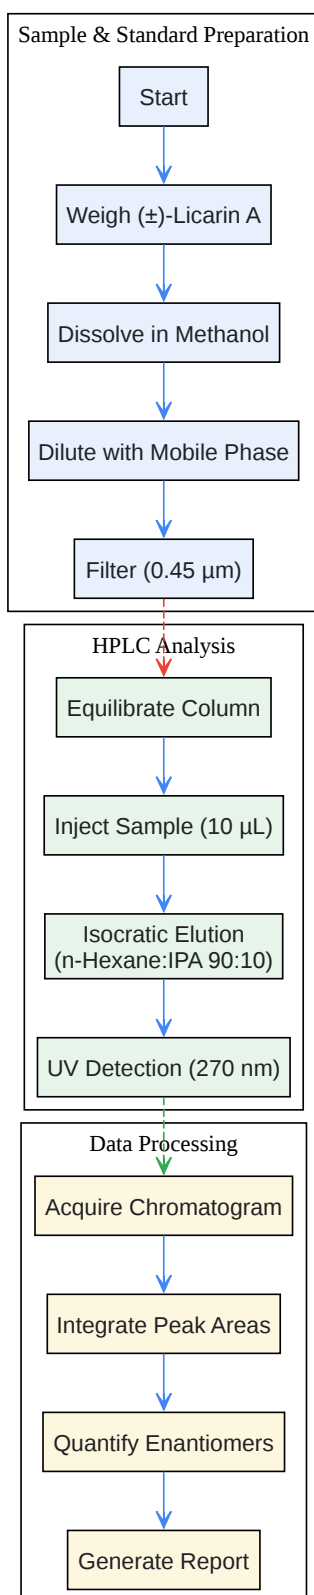 Sample & Standard Preparation
Start
Weigh (±)-Licarin A
Dissolve in Methanol
Dilute with Mobile Phase
Filter (0.45 µm)
HPLC Analysis
Equilibrate Column
Inject Sample (10 µL)
Isocratic Elution
(n-Hexane:IPA 90:10)
UV Detection (270 nm)
Data Processing
Acquire Chromatogram
Integrate Peak Areas
Quantify Enantiomers
Generate Report